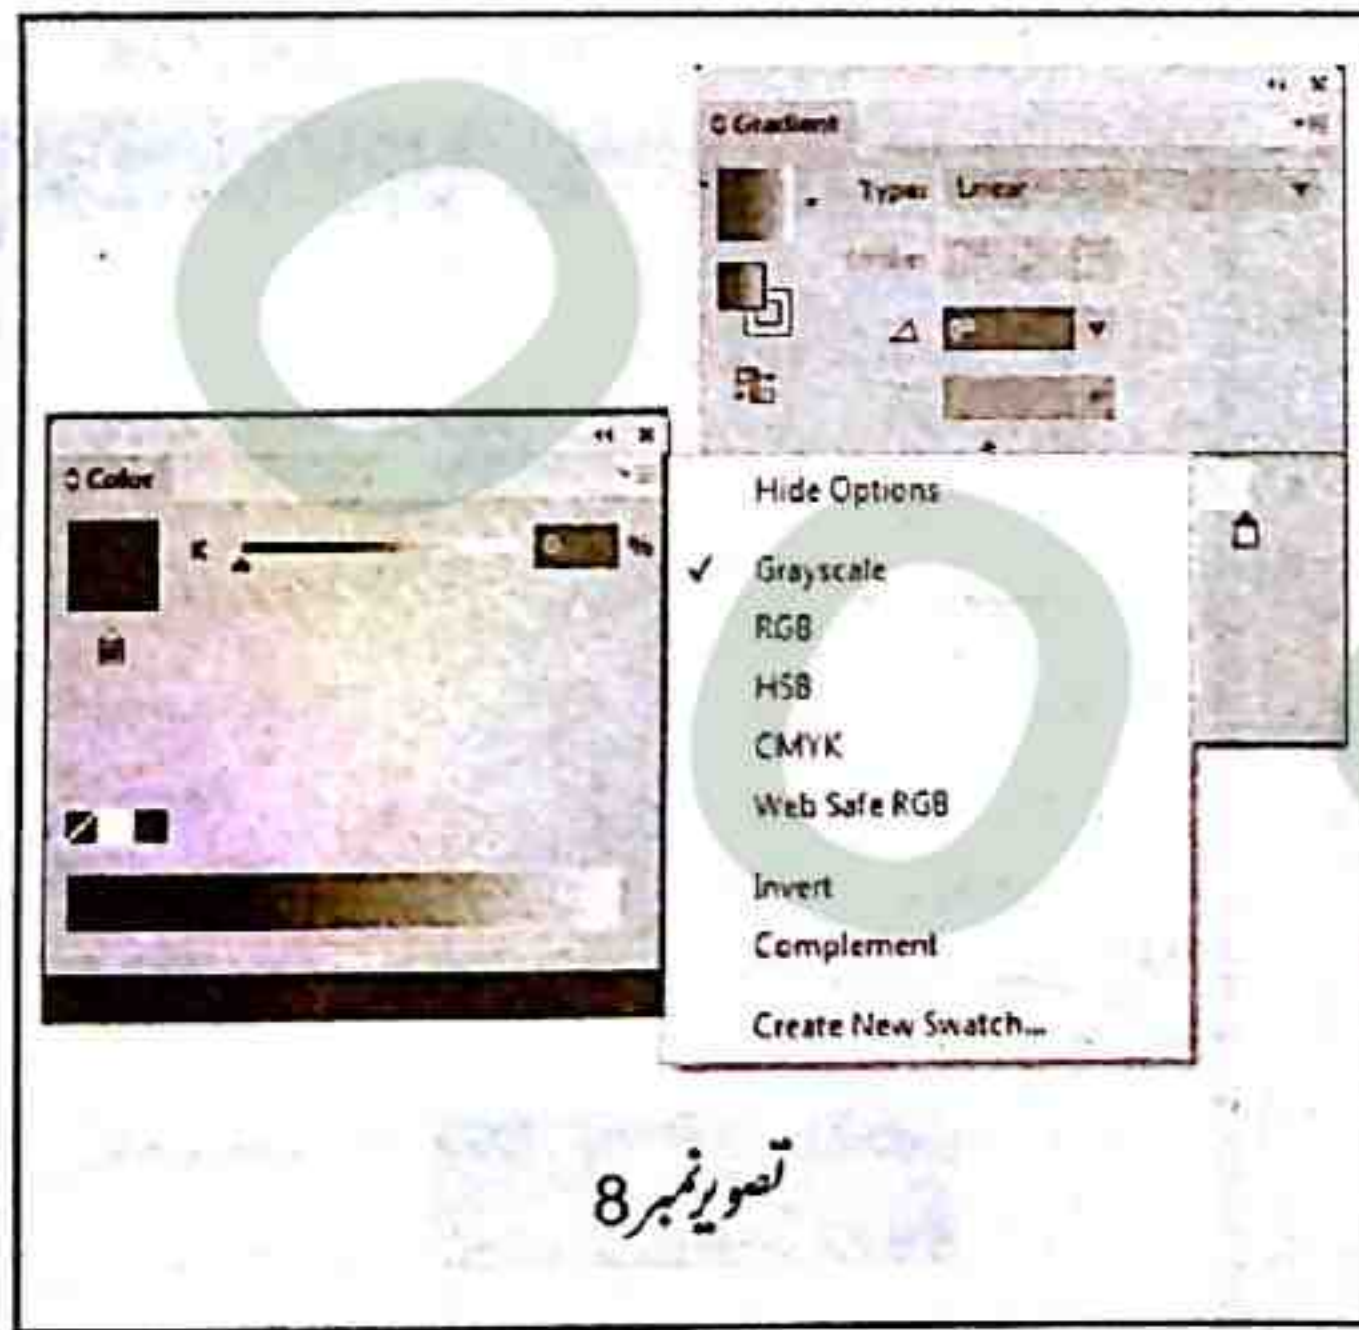 Gradient
Type: Linear
Color
K
%
Hide Options
✓ Grayscale
RGB
HSB
CMYK
Web Safe RGB
Invert
Complement
Create New Swatch...
تصویر نمبر 8